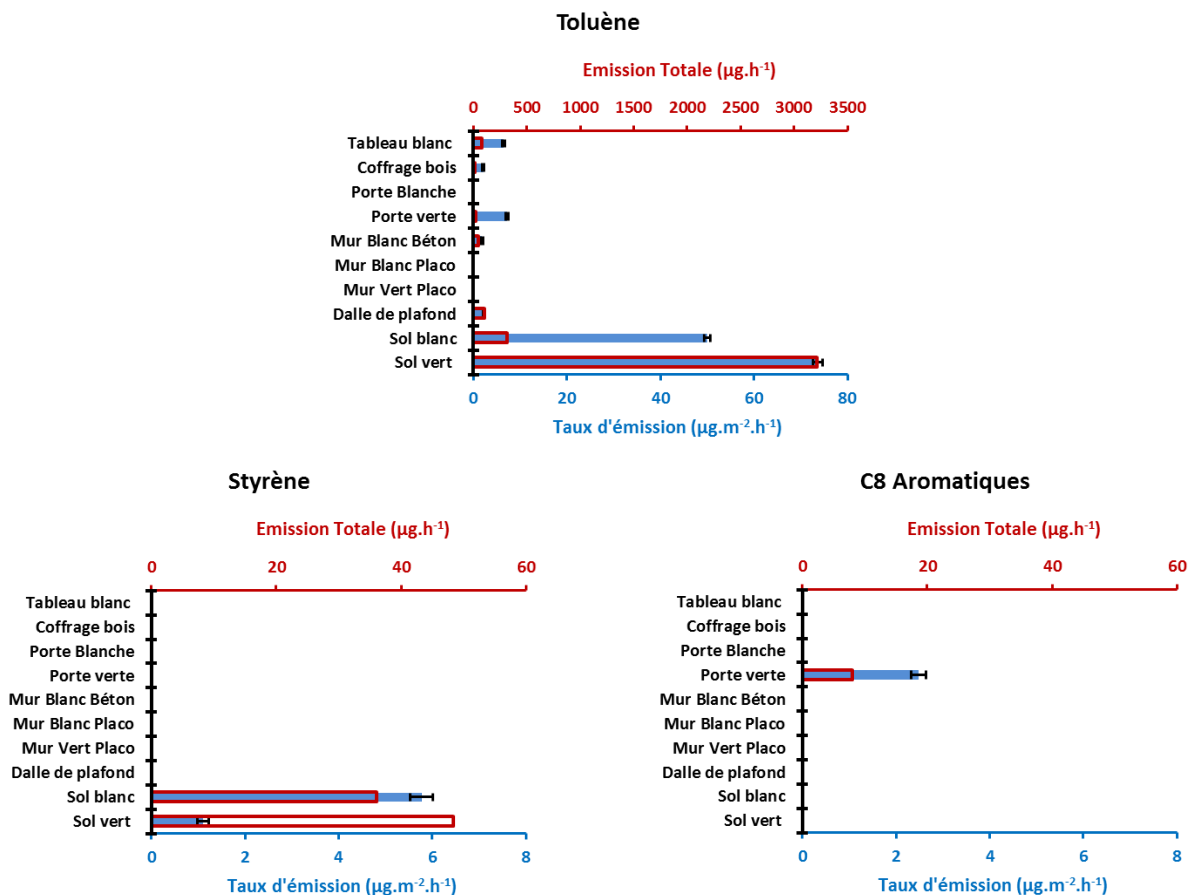 Toluène
Emission Totale (µg.h⁻¹)
0 500 1000 1500 2000 2500 3000 3500
Tableau blanc
Coffrage bois
Porte Blanche
Porte verte
Mur Blanc Béton
Mur Blanc Placo
Mur Vert Placo
Dalle de plafond
Sol blanc
Sol vert
0 20 40 60 80
Taux d'émission (µg.m⁻².h⁻¹)
Styrène
Emission Totale (µg.h⁻¹)
0 20 40 60
Tableau blanc
Coffrage bois
Porte Blanche
Porte verte
Mur Blanc Béton
Mur Blanc Placo
Mur Vert Placo
Dalle de plafond
Sol blanc
Sol vert
0 2 4 6 8
Taux d'émission (µg.m⁻².h⁻¹)
C8 Aromatiques
Emission Totale (µg.h⁻¹)
0 20 40 60
Tableau blanc
Coffrage bois
Porte Blanche
Porte verte
Mur Blanc Béton
Mur Blanc Placo
Mur Vert Placo
Dalle de plafond
Sol blanc
Sol vert
0 2 4 6 8
Taux d'émission (µg.m⁻².h⁻¹)